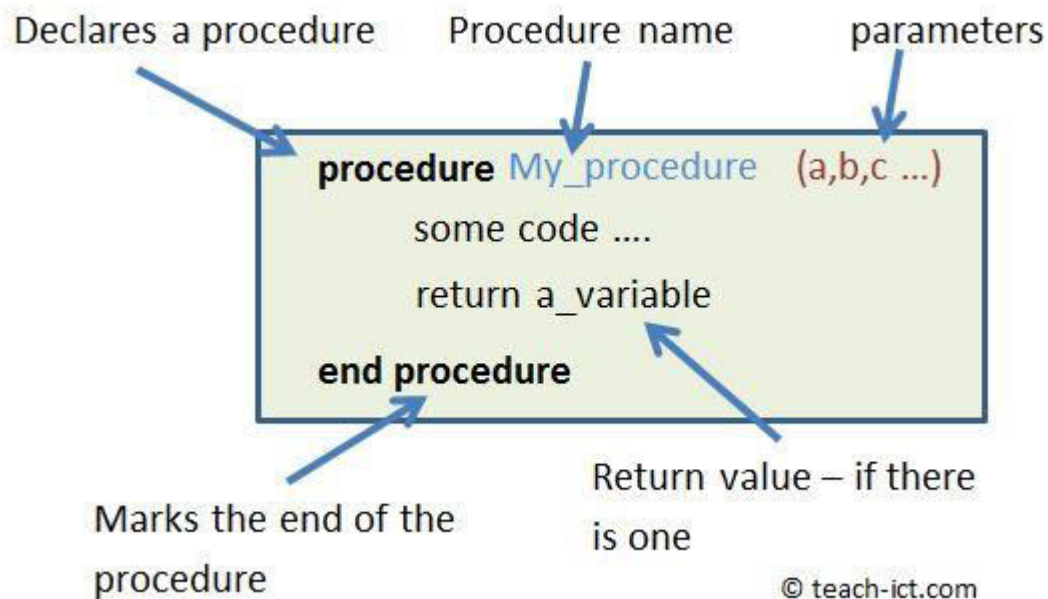 Declares a procedure Procedure name parameters
procedure My_procedure (a,b,c ...)
some code ....
return a_variable
end procedure
Return value – if there
is one
Marks the end of the
procedure
© teach-ict.com